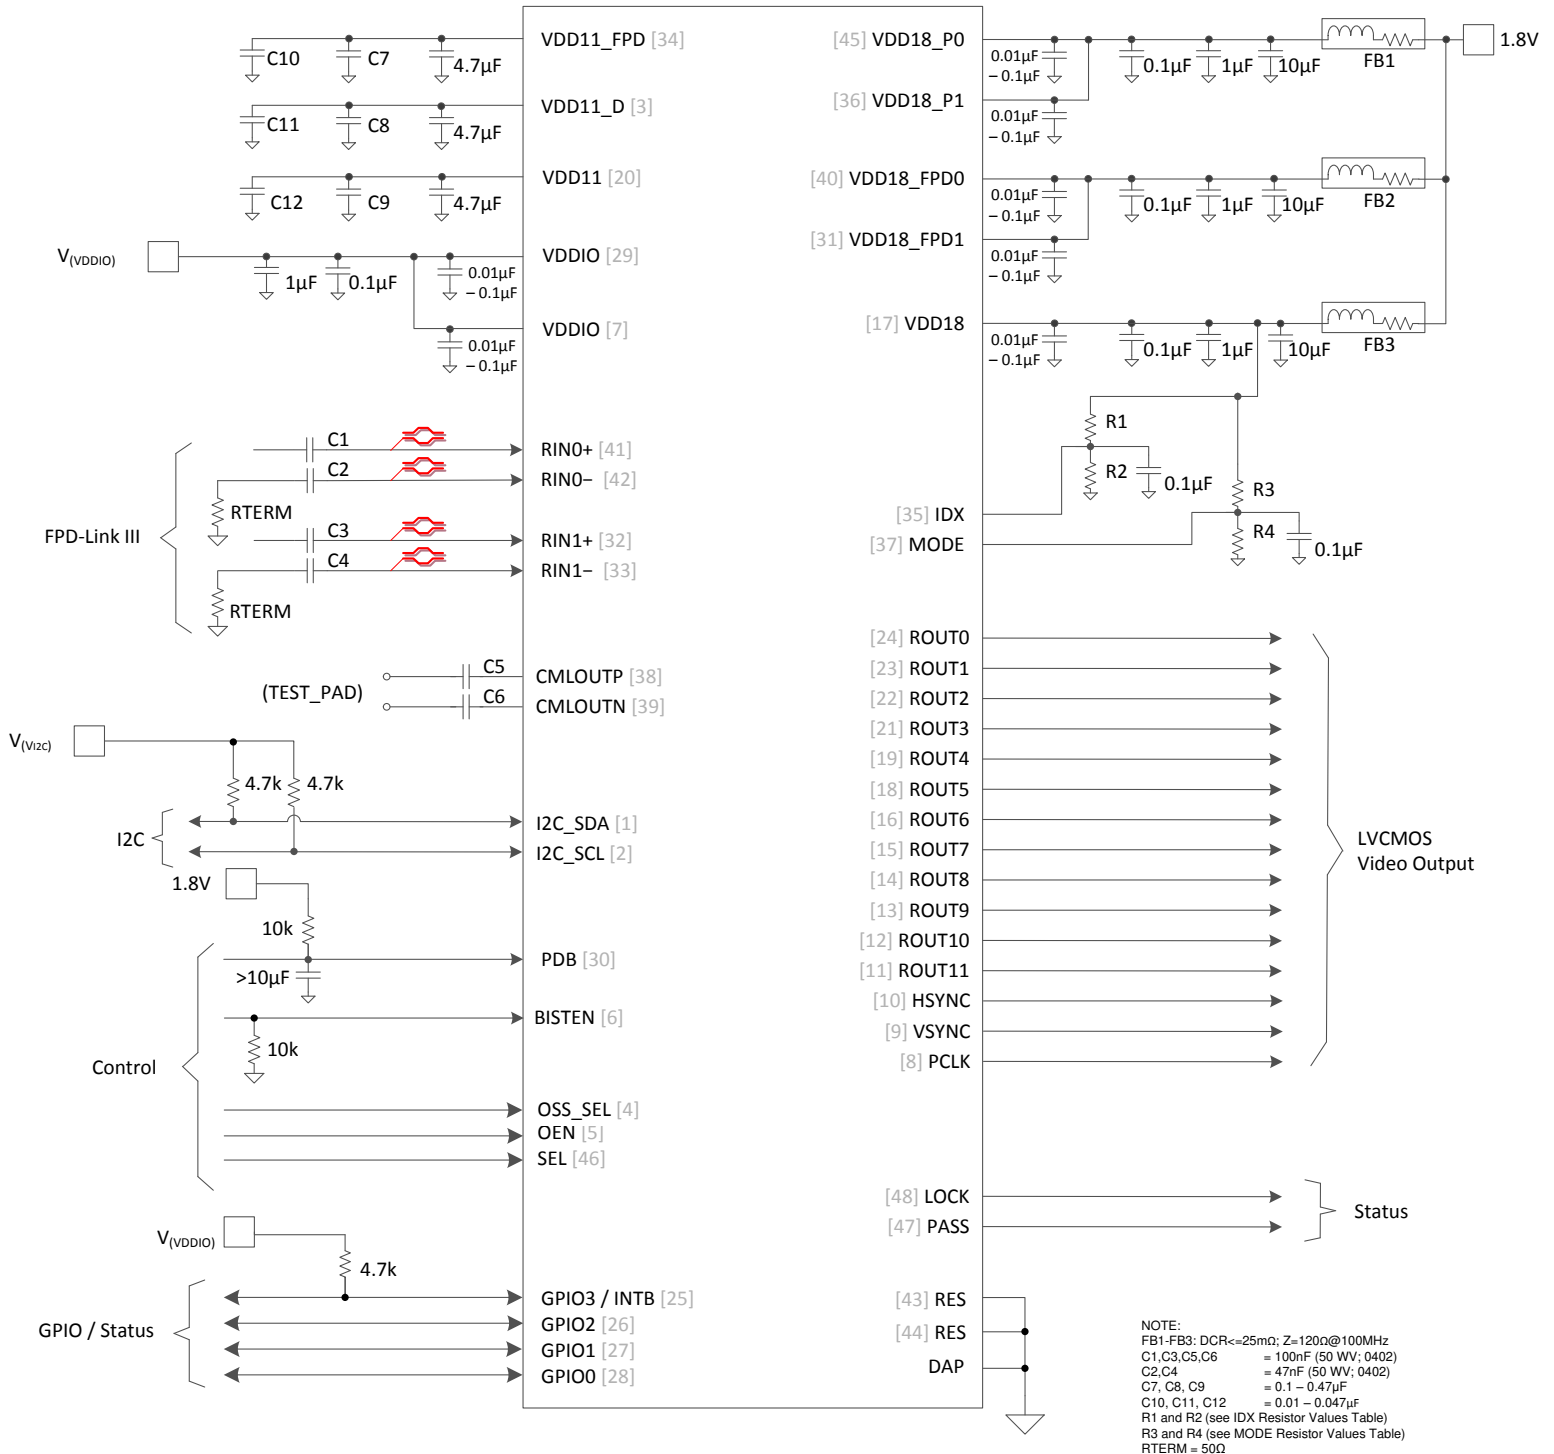 VDD11_FPD [34]
C10
C7
4.7µF
VDD11_D [3]
C11
C8
4.7µF
VDD11 [20]
C12
C9
4.7µF
V(VDDIO)
VDDIO [29]
1µF
0.1µF
0.01µF
– 0.1µF
VDDIO [7]
0.01µF
– 0.1µF
FPD-Link III
C1
RIN0+ [41]
C2
RIN0− [42]
RTERM
C3
RIN1+ [32]
C4
RIN1− [33]
RTERM
(TEST_PAD)
C5
CMLOUTP [38]
C6
CMLOUTN [39]
V(VI2C)
4.7k
4.7k
I2C
I2C_SDA [1]
I2C_SCL [2]
1.8V
10k
PDB [30]
>10µF
BISTEN [6]
10k
Control
OSS_SEL [4]
OEN [5]
SEL [46]
V(VDDIO)
4.7k
GPIO / Status
GPIO3 / INTB [25]
GPIO2 [26]
GPIO1 [27]
GPIO0 [28]
[45] VDD18_P0
0.01µF
– 0.1µF
0.1µF
1µF
10µF
FB1
1.8V
[36] VDD18_P1
0.01µF
– 0.1µF
[40] VDD18_FPD0
0.01µF
– 0.1µF
0.1µF
1µF
10µF
FB2
[31] VDD18_FPD1
0.01µF
– 0.1µF
[17] VDD18
0.01µF
– 0.1µF
0.1µF
1µF
10µF
FB3
R1
R2
0.1µF
R3
R4
0.1µF
[35] IDX
[37] MODE
[24] ROUT0
[23] ROUT1
[22] ROUT2
[21] ROUT3
[19] ROUT4
[18] ROUT5
[16] ROUT6
[15] ROUT7
[14] ROUT8
[13] ROUT9
[12] ROUT10
[11] ROUT11
[10] HSYNC
[9] VSYNC
[8] PCLK
LVCMOS
Video Output
[48] LOCK
[47] PASS
Status
[43] RES
[44] RES
DAP
NOTE:
FB1-FB3: DCR<=25mΩ; Z=120Ω@100MHz
C1,C3,C5,C6 = 100nF (50 WV; 0402)
C2,C4 = 47nF (50 WV; 0402)
C7, C8, C9 = 0.1 – 0.47µF
C10, C11, C12 = 0.01 – 0.047µF
R1 and R2 (see IDX Resistor Values Table)
R3 and R4 (see MODE Resistor Values Table)
RTERM = 50Ω